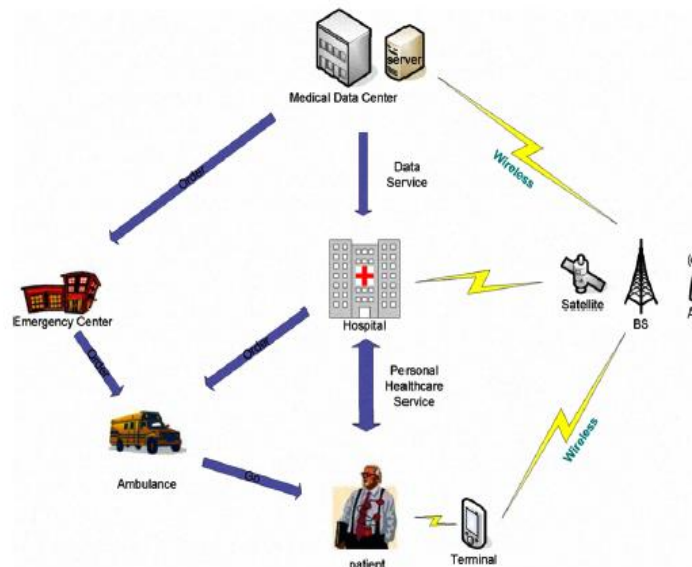 server
Medical Data Center
Order
Data
Service
Wireless
Emergency Center
Hospital
Satellite
BS
A
Order
Order
Personal
Healthcare
Service
Wireless
Ambulance
Go
patient
Terminal